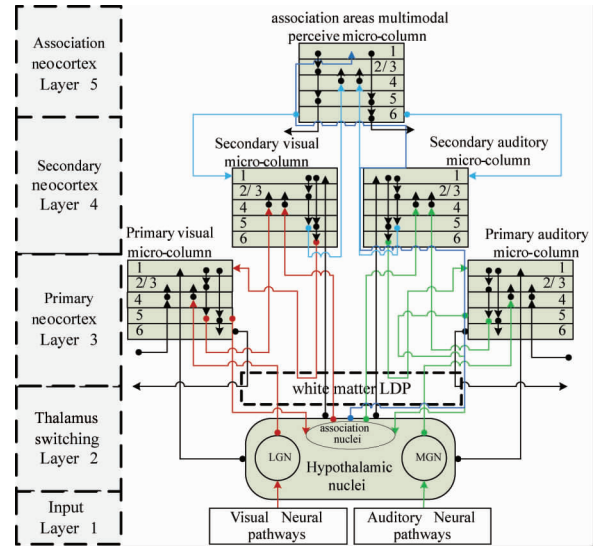 association areas multimodal
perceive micro-column
1
2/ 3
4
5
6
Association
neocortex
Layer 5
Secondary visual
micro-column
1
2/ 3
4
5
6
Secondary auditory
micro-column
1
2/ 3
4
5
6
Secondary
neocortex
Layer 4
Primary visual
micro-column
1
2/ 3
4
5
6
Primary auditory
micro-column
1
2/ 3
4
5
6
Primary
neocortex
Layer 3
white matter LDP
Thalamus
switching
Layer 2
association
nuclei
LGN
MGN
Hypothalamic
nuclei
Input
Layer 1
Visual Neural
pathways
Auditory Neural
pathways